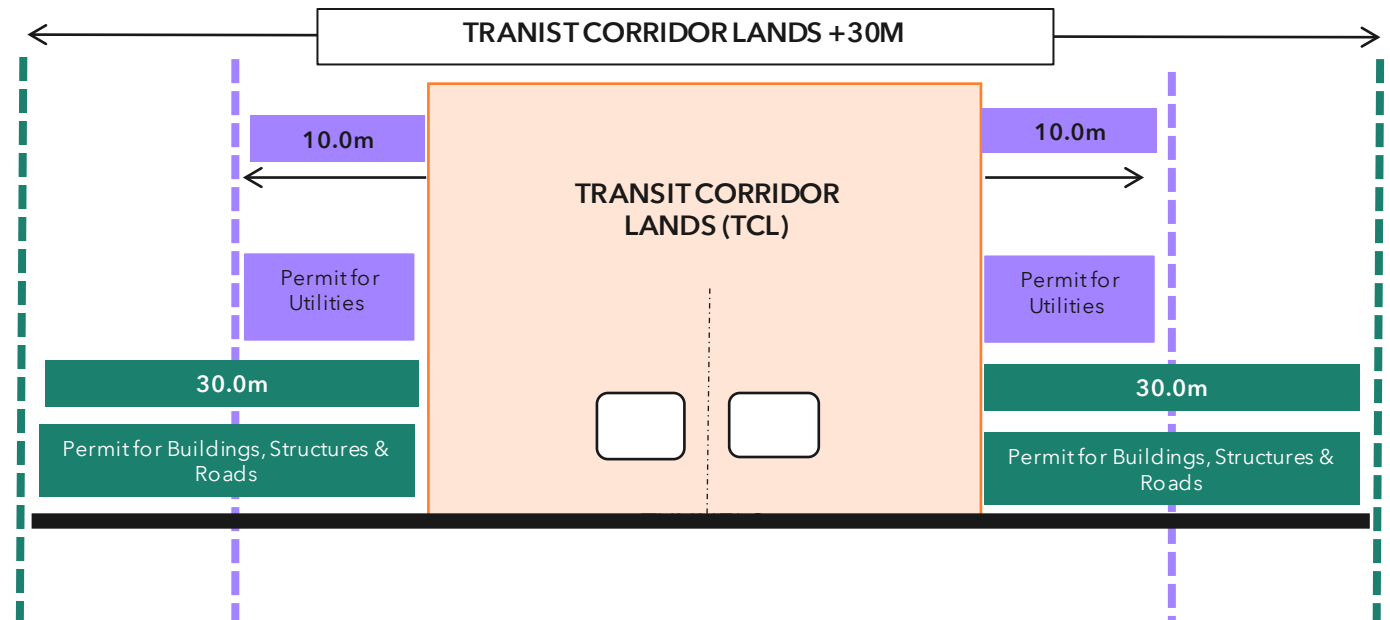 TRANIST CORRIDOR LANDS +30M
10.0m
10.0m
TRANSIT CORRIDOR
LANDS (TCL)
Permit for
Utilities
Permit for
Utilities
30.0m
30.0m
Permit for Buildings, Structures &
Roads
Permit for Buildings, Structures &
Roads